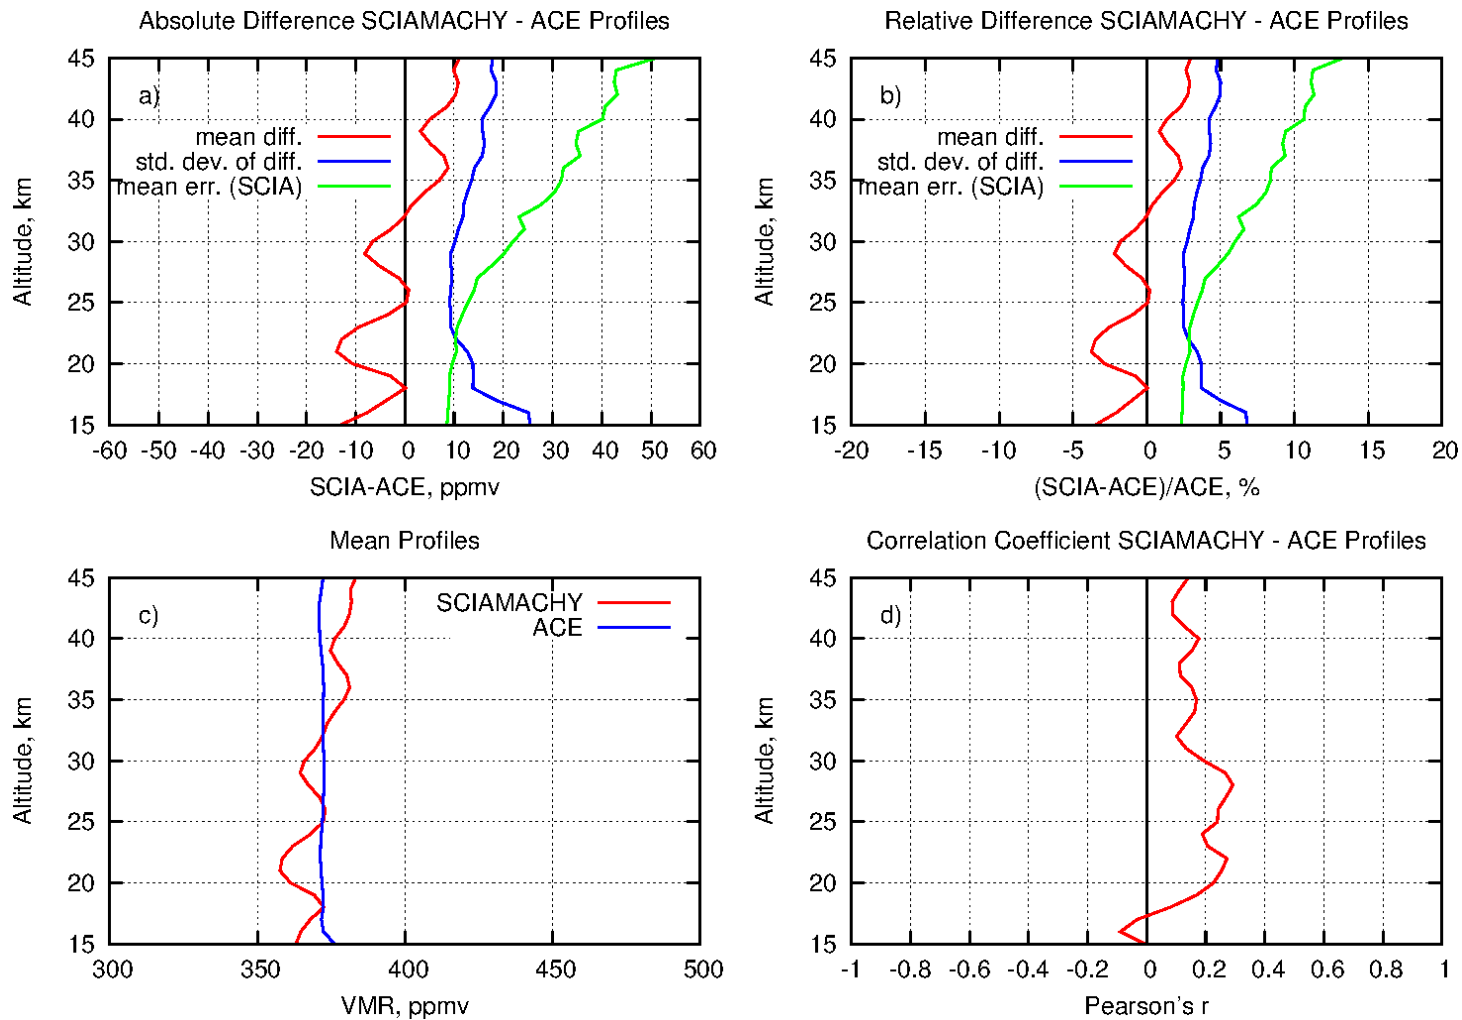 Absolute Difference SCIAMACHY - ACE Profiles
45
40
35
30
25
20
15
Altitude, km
a)
mean diff.
std. dev. of diff.
mean err. (SCIA)
-60 -50 -40 -30 -20 -10 0 10 20 30 40 50 60
SCIA-ACE, ppmv
Relative Difference SCIAMACHY - ACE Profiles
45
40
35
30
25
20
15
Altitude, km
b)
mean diff.
std. dev. of diff.
mean err. (SCIA)
-20 -15 -10 -5 0 5 10 15 20
(SCIA-ACE)/ACE, %
Mean Profiles
45
40
35
30
25
20
15
Altitude, km
c)
SCIAMACHY
ACE
300 350 400 450 500
VMR, ppmv
Correlation Coefficient SCIAMACHY - ACE Profiles
45
40
35
30
25
20
15
Altitude, km
d)
-1 -0.8 -0.6 -0.4 -0.2 0 0.2 0.4 0.6 0.8 1
Pearson's r